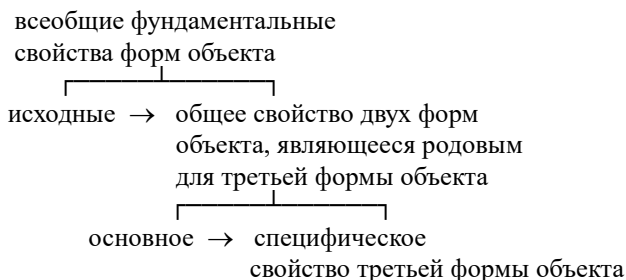 всеобщие фундаментальные
свойства форм объекта
исходные → общее свойство двух форм
объекта, являющееся родовым
для третьей формы объекта
основное → специфическое
свойство третьей формы объекта